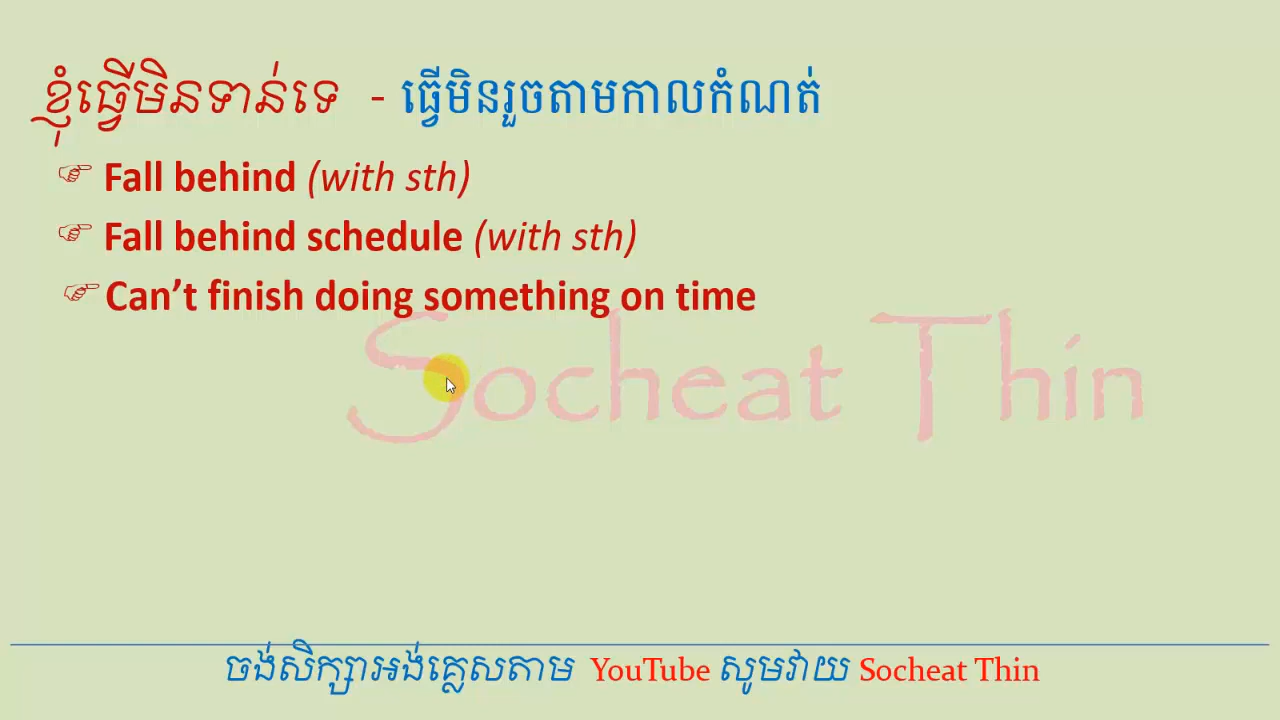 ខ្ញុំធ្វើមិនទាន់ទេ - ធ្វើមិនរួចតាមកាលកំណត់
☞ Fall behind (with sth)
☞ Fall behind schedule (with sth)
☞ Can’t finish doing something on time
Socheat Thin
ចង់សិក្សាអង់គ្លេសតាម YouTube សូមវាយ Socheat Thin